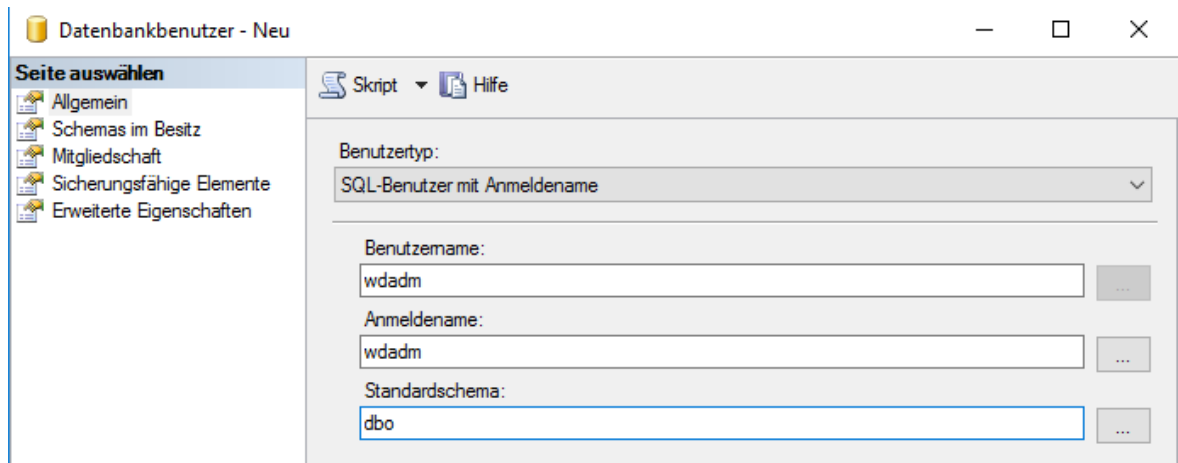 Datenbankbenutzer - Neu
Seite auswählen
Allgemein
Schemas im Besitz
Mitgliedschaft
Sicherungsfähige Elemente
Erweiterte Eigenschaften
Skript Hilfe
Benutzertyp:
SQL-Benutzer mit Anmeldename
Benutzername:
wdadm
...
Anmeldename:
wdadm
...
Standardschema:
dbo
...